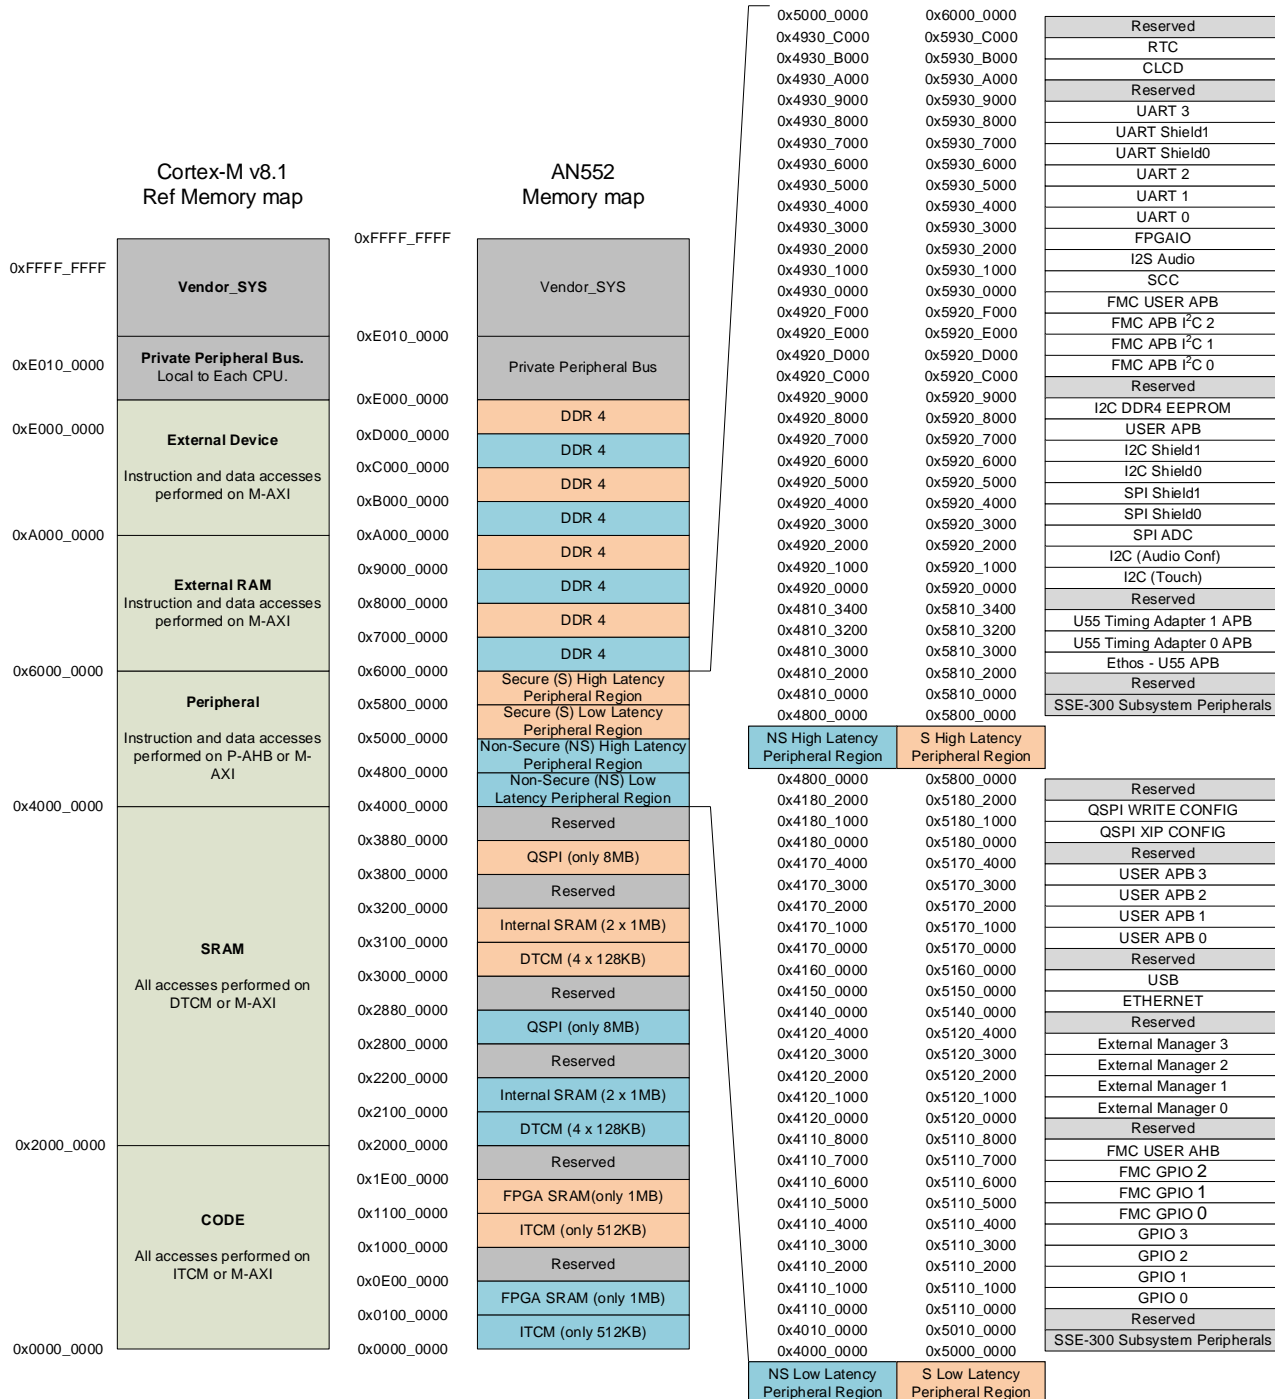 Cortex-M v8.1
Ref Memory map
0xFFFF_FFFF
Vendor_SYS
0xE010_0000
Private Peripheral Bus.
Local to Each CPU.
0xE000_0000
External Device
Instruction and data accesses
performed on M-AXI
0xA000_0000
External RAM
Instruction and data accesses
performed on M-AXI
0x6000_0000
Peripheral
Instruction and data accesses
performed on P-AHB or M-
AXI
0x4000_0000
SRAM
All accesses performed on
DTCM or M-AXI
0x2000_0000
CODE
All accesses performed on
ITCM or M-AXI
0x0000_0000
AN552
Memory map
0xFFFF_FFFF
Vendor_SYS
0xE010_0000
Private Peripheral Bus
0xE000_0000
DDR 4
0xD000_0000
DDR 4
0xC000_0000
DDR 4
0xB000_0000
DDR 4
0xA000_0000
DDR 4
0x9000_0000
DDR 4
0x8000_0000
DDR 4
0x7000_0000
DDR 4
0x6000_0000
Secure (S) High Latency
Peripheral Region
0x5800_0000
Secure (S) Low Latency
Peripheral Region
0x5000_0000
Non-Secure (NS) High Latency
Peripheral Region
0x4800_0000
Non-Secure (NS) Low
Latency Peripheral Region
0x4000_0000
Reserved
0x3880_0000
QSPI (only 8MB)
0x3800_0000
Reserved
0x3200_0000
Internal SRAM (2 x 1MB)
0x3100_0000
DTCM (4 x 128KB)
0x3000_0000
Reserved
0x2880_0000
QSPI (only 8MB)
0x2800_0000
Reserved
0x2200_0000
Internal SRAM (2 x 1MB)
0x2100_0000
DTCM (4 x 128KB)
0x2000_0000
Reserved
0x1E00_0000
FPGA SRAM(only 1MB)
0x1100_0000
ITCM (only 512KB)
0x1000_0000
Reserved
0x0E00_0000
FPGA SRAM (only 1MB)
0x0100_0000
ITCM (only 512KB)
0x0000_0000
0x5000_0000 0x6000_0000
Reserved
0x4930_C000 0x5930_C000
RTC
0x4930_B000 0x5930_B000
CLCD
0x4930_A000 0x5930_A000
Reserved
0x4930_9000 0x5930_9000
UART 3
0x4930_8000 0x5930_8000
UART Shield1
0x4930_7000 0x5930_7000
UART Shield0
0x4930_6000 0x5930_6000
UART 2
0x4930_5000 0x5930_5000
UART 1
0x4930_4000 0x5930_4000
UART 0
0x4930_3000 0x5930_3000
FPGAIO
0x4930_2000 0x5930_2000
I2S Audio
0x4930_1000 0x5930_1000
SCC
0x4930_0000 0x5930_0000
FMC USER APB
0x4920_F000 0x5920_F000
FMC APB I²C 2
0x4920_E000 0x5920_E000
FMC APB I²C 1
0x4920_D000 0x5920_D000
FMC APB I²C 0
0x4920_C000 0x5920_C000
Reserved
0x4920_9000 0x5920_9000
I2C DDR4 EEPROM
0x4920_8000 0x5920_8000
USER APB
0x4920_7000 0x5920_7000
I2C Shield1
0x4920_6000 0x5920_6000
I2C Shield0
0x4920_5000 0x5920_5000
SPI Shield1
0x4920_4000 0x5920_4000
SPI Shield0
0x4920_3000 0x5920_3000
SPI ADC
0x4920_2000 0x5920_2000
I2C (Audio Conf)
0x4920_1000 0x5920_1000
I2C (Touch)
0x4920_0000 0x5920_0000
Reserved
0x4810_3400 0x5810_3400
U55 Timing Adapter 1 APB
0x4810_3200 0x5810_3200
U55 Timing Adapter 0 APB
0x4810_3000 0x5810_3000
Ethos - U55 APB
0x4810_2000 0x5810_2000
Reserved
0x4810_0000 0x5810_0000
SSE-300 Subsystem Peripherals
0x4800_0000 0x5800_0000
NS High Latency
Peripheral Region
S High Latency
Peripheral Region
0x4800_0000 0x5800_0000
Reserved
0x4180_2000 0x5180_2000
QSPI WRITE CONFIG
0x4180_1000 0x5180_1000
QSPI XIP CONFIG
0x4180_0000 0x5180_0000
Reserved
0x4170_4000 0x5170_4000
USER APB 3
0x4170_3000 0x5170_3000
USER APB 2
0x4170_2000 0x5170_2000
USER APB 1
0x4170_1000 0x5170_1000
USER APB 0
0x4170_0000 0x5170_0000
Reserved
0x4160_0000 0x5160_0000
USB
0x4150_0000 0x5150_0000
ETHERNET
0x4140_0000 0x5140_0000
Reserved
0x4120_4000 0x5120_4000
External Manager 3
0x4120_3000 0x5120_3000
External Manager 2
0x4120_2000 0x5120_2000
External Manager 1
0x4120_1000 0x5120_1000
External Manager 0
0x4120_0000 0x5120_0000
Reserved
0x4110_8000 0x5110_8000
FMC USER AHB
0x4110_7000 0x5110_7000
FMC GPIO 2
0x4110_6000 0x5110_6000
FMC GPIO 1
0x4110_5000 0x5110_5000
FMC GPIO 0
0x4110_4000 0x5110_4000
GPIO 3
0x4110_3000 0x5110_3000
GPIO 2
0x4110_2000 0x5110_2000
GPIO 1
0x4110_1000 0x5110_1000
GPIO 0
0x4110_0000 0x5110_0000
Reserved
0x4010_0000 0x5010_0000
SSE-300 Subsystem Peripherals
0x4000_0000 0x5000_0000
NS Low Latency
Peripheral Region
S Low Latency
Peripheral Region